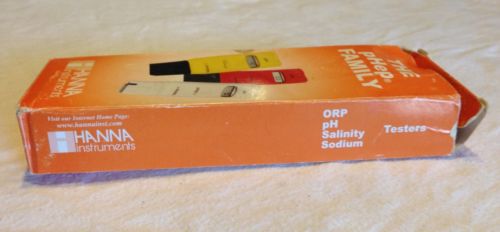 HANNA
instruments
THE
pHep®
FAMILY
Visit our Internet Home Page:
www.hannainst.com
HANNA
instruments
ORP
pH
Salinity
Sodium
Testers